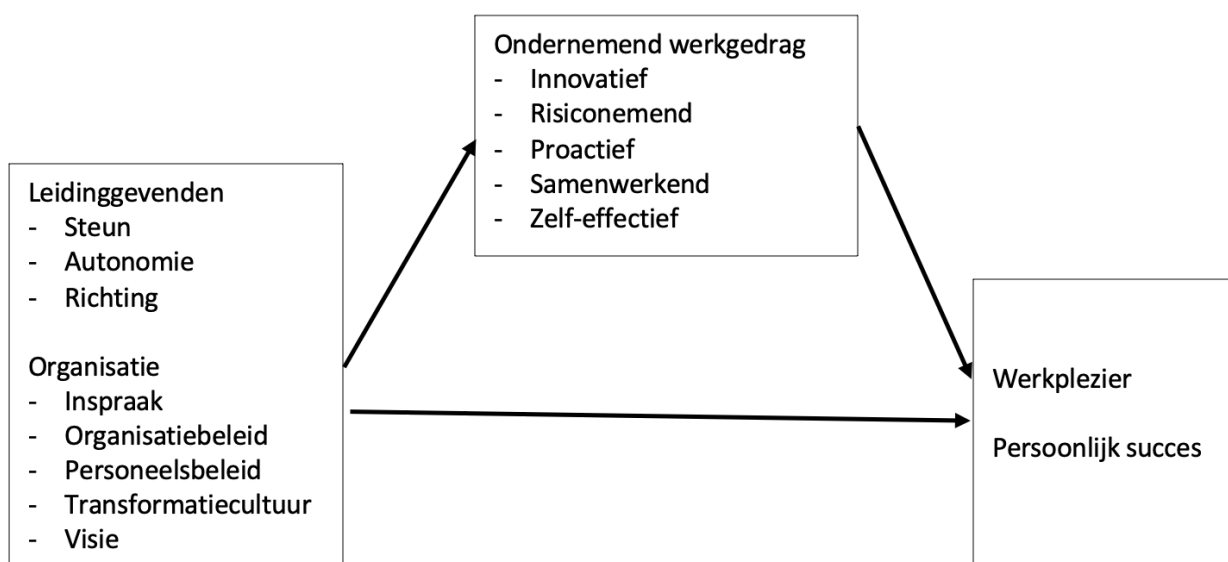 Ondernemend werkgedrag
- Innovatief
- Risiconemend
- Proactief
- Samenwerkend
- Zelf-effectief
Leidinggevenden
- Steun
- Autonomie
- Richting
Organisatie
- Inspraak
- Organisatiebeleid
- Personeelsbeleid
- Transformatiecultuur
- Visie
Werkplezier
Persoonlijk succes